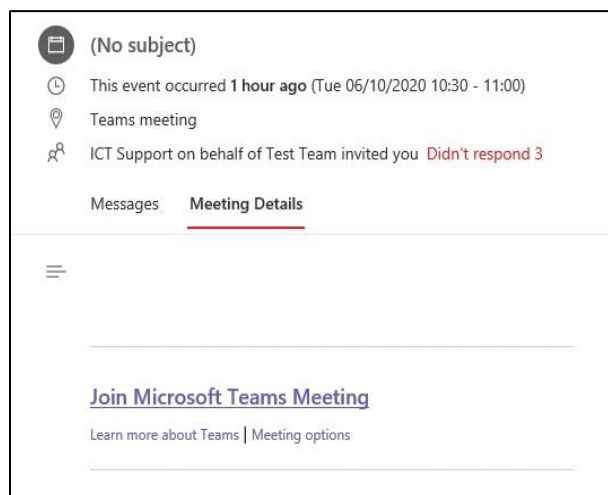 (No subject)
This event occurred 1 hour ago (Tue 06/10/2020 10:30 - 11:00)
Teams meeting
ICT Support on behalf of Test Team invited you Didn't respond 3
Messages Meeting Details
Join Microsoft Teams Meeting
Learn more about Teams | Meeting options